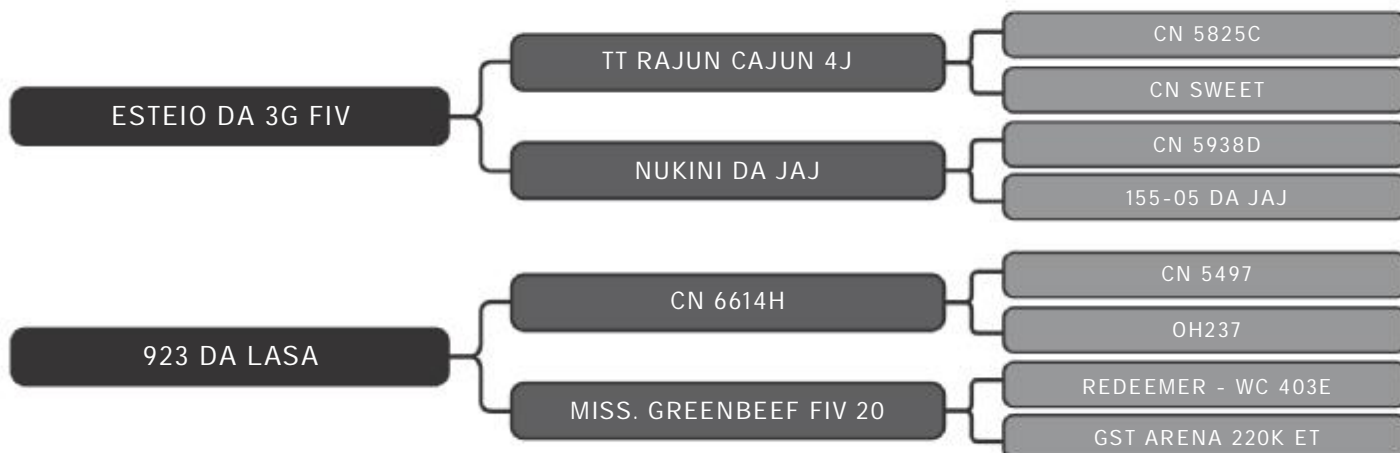 ESTEIO DA 3G FIV
TT RAJUN CAJUN 4J
CN 5825C
CN SWEET
NUKINI DA JAJ
CN 5938D
155-05 DA JAJ
923 DA LASA
CN 6614H
CN 5497
OH237
MISS. GREENBEEF FIV 20
REDEEMER - WC 403E
GST ARENA 220K ET